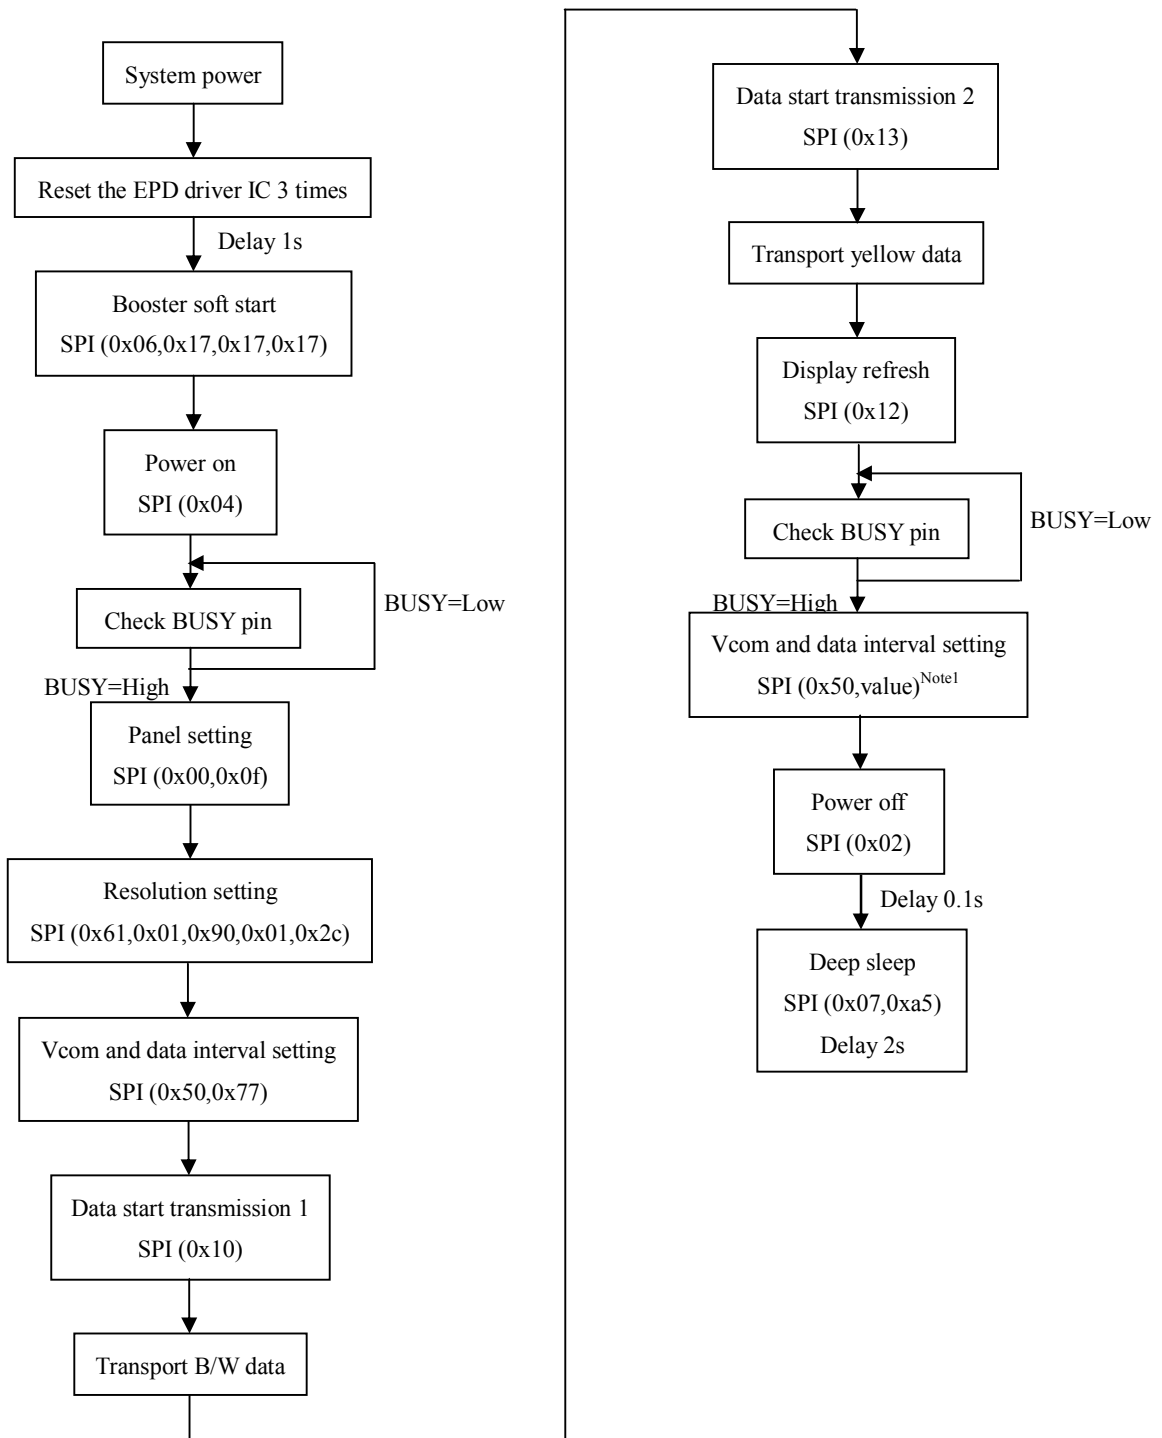 System power
Reset the EPD driver IC 3 times
Delay 1s
Booster soft start
SPI (0x06,0x17,0x17,0x17)
Power on
SPI (0x04)
Check BUSY pin
BUSY=Low
BUSY=High
Panel setting
SPI (0x00,0x0f)
Resolution setting
SPI (0x61,0x01,0x90,0x01,0x2c)
Vcom and data interval setting
SPI (0x50,0x77)
Data start transmission 1
SPI (0x10)
Transport B/W data
Data start transmission 2
SPI (0x13)
Transport yellow data
Display refresh
SPI (0x12)
Check BUSY pin
BUSY=Low
BUSY=High
Vcom and data interval setting
SPI (0x50,value)Note1
Power off
SPI (0x02)
Delay 0.1s
Deep sleep
SPI (0x07,0xa5)
Delay 2s